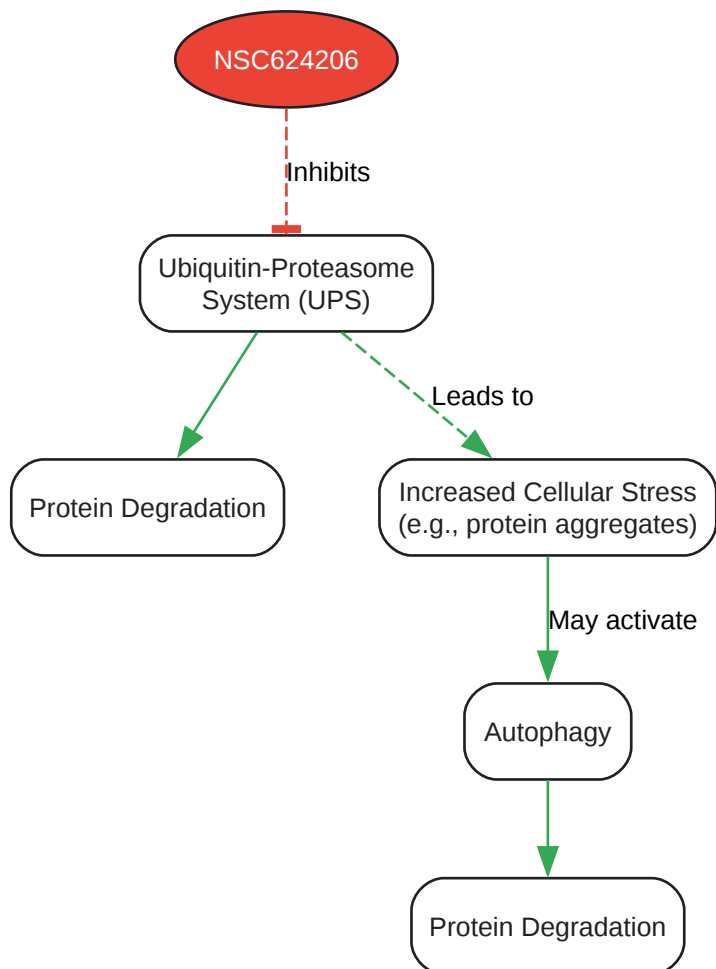 NSC624206
Inhibits
Ubiquitin-Proteasome
System (UPS)
Leads to
Protein Degradation
Increased Cellular Stress
(e.g., protein aggregates)
May activate
Autophagy
Protein Degradation